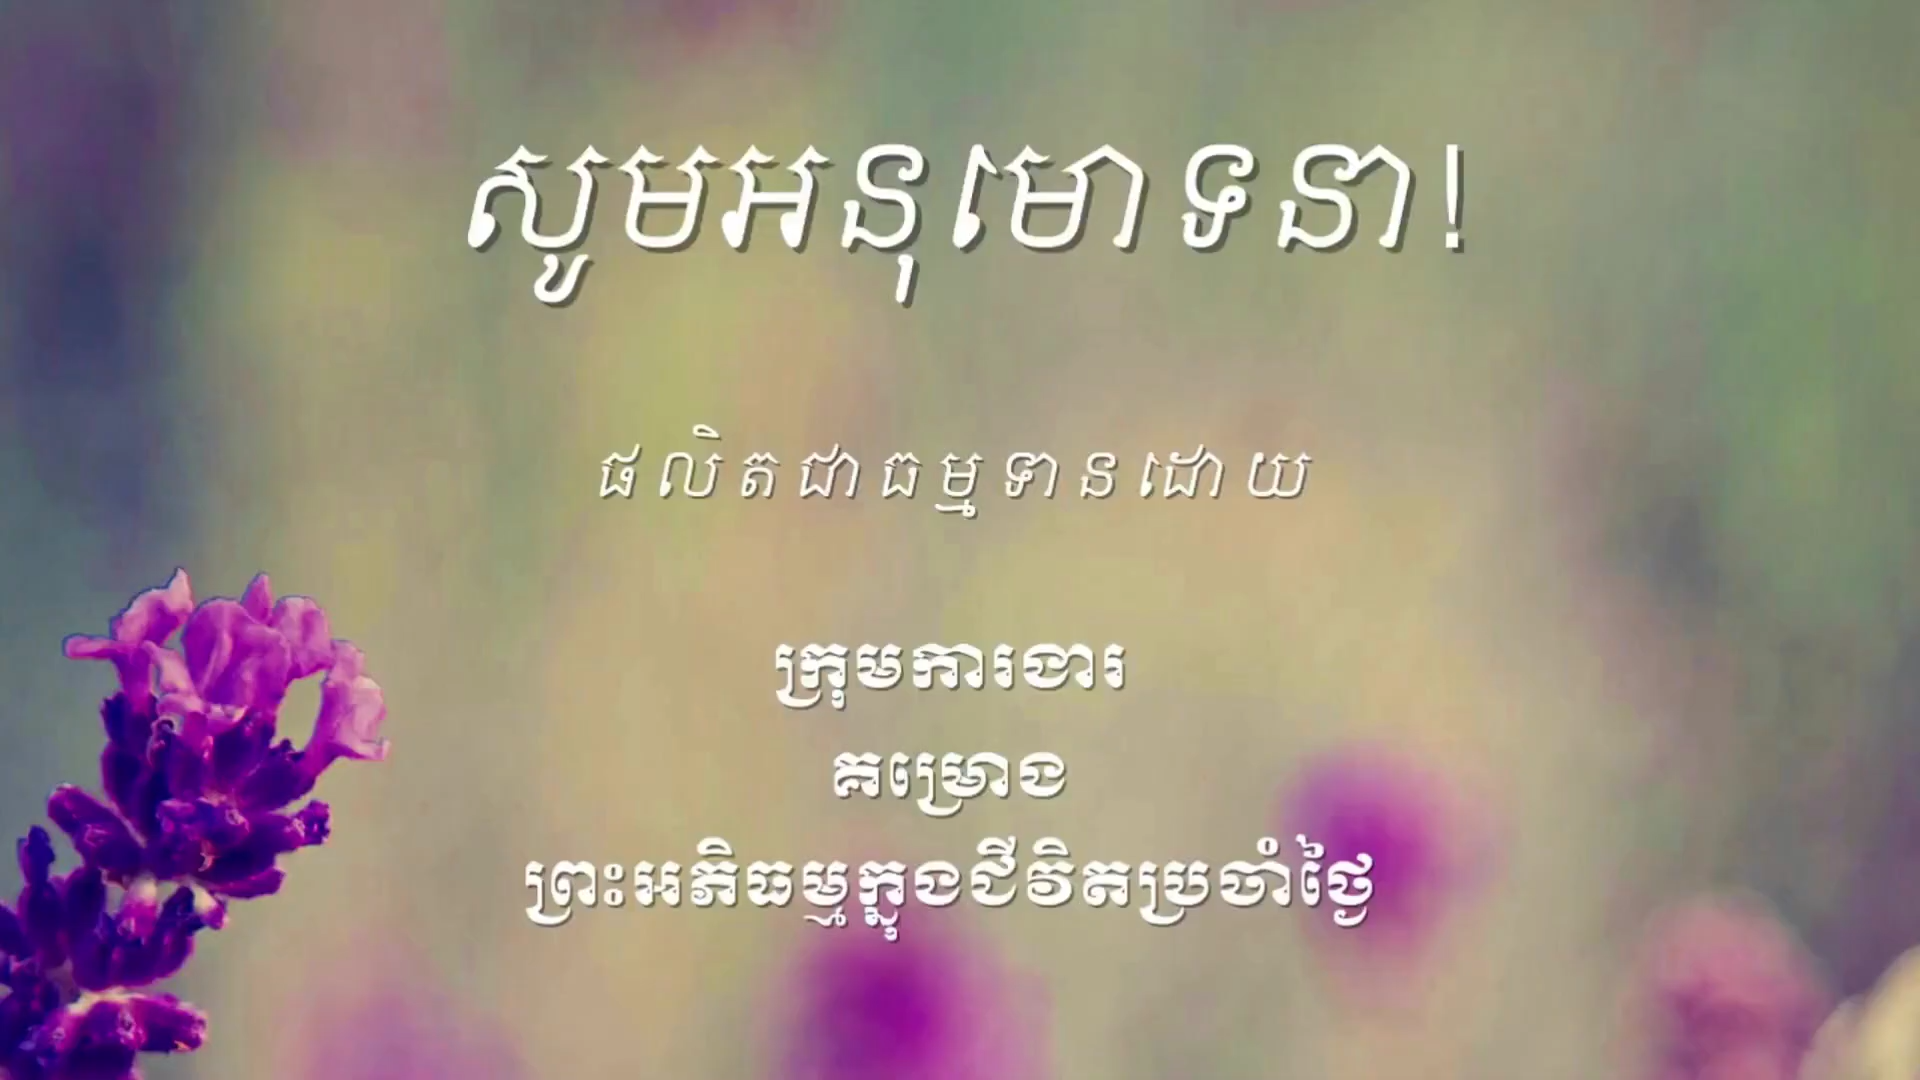 សូមអនុមោទនា!
ផលិតជាធម្មទានដោយ
ក្រុមការងារ
គម្រោង
ព្រះអភិធម្មក្នុងជីវិតប្រចាំថ្ងៃ